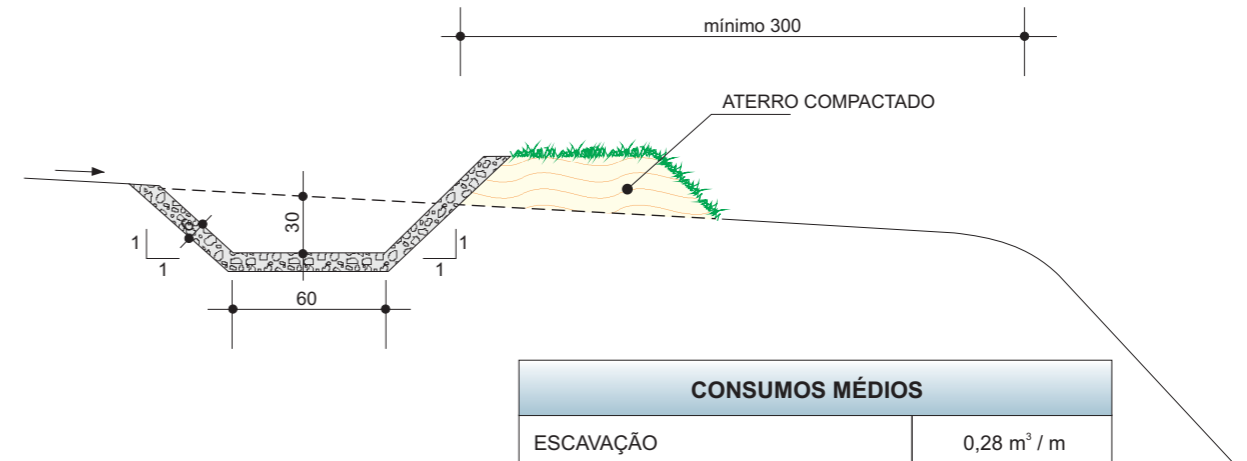 mínimo 300
ATERRO COMPACTADO
30
1
1
1
1
60
CONSUMOS MÉDIOS
ESCAVAÇÃO 0,28 m³ / m